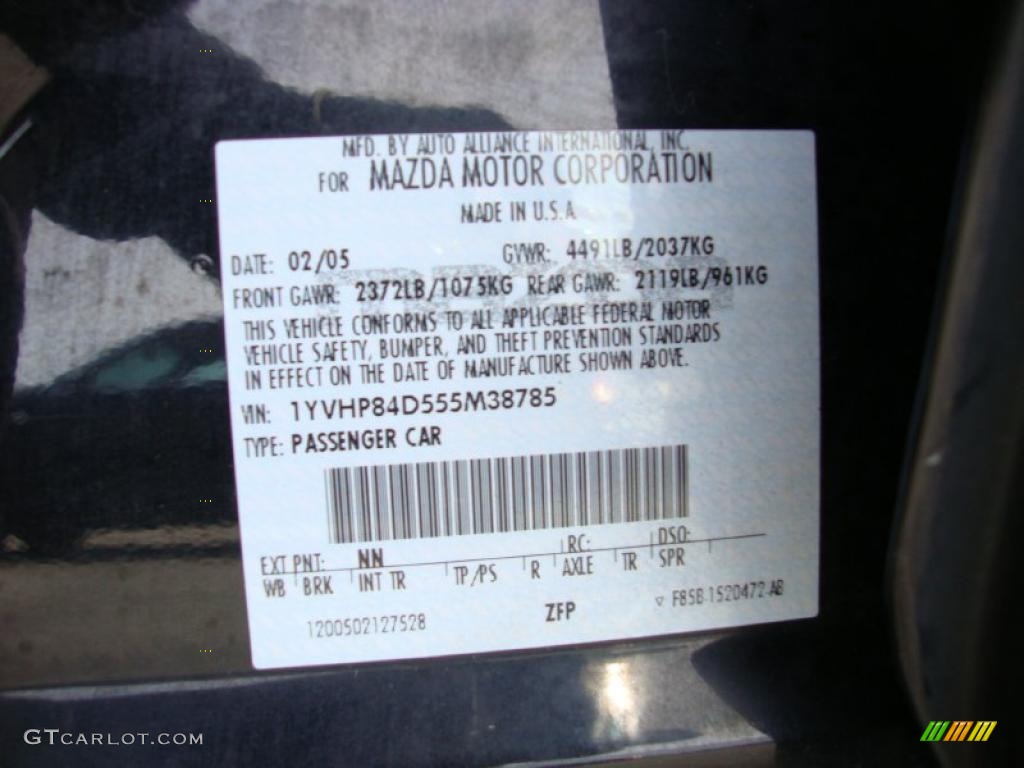 MFD. BY AUTO ALLIANCE INTERNATIONAL, INC.
FOR MAZDA MOTOR CORPORATION
MADE IN U.S.A
DATE: 02/05 GVWR: 4491LB/2037KG
FRONT GAWR: 2372LB/1075KG REAR GAWR: 2119LB/961KG
THIS VEHICLE CONFORMS TO ALL APPLICABLE FEDERAL MOTOR
VEHICLE SAFETY, BUMPER, AND THEFT PREVENTION STANDARDS
IN EFFECT ON THE DATE OF MANUFACTURE SHOWN ABOVE.
VIN: 1YVHP84D555M38785
TYPE: PASSENGER CAR
EXT PNT: NN RC: DSO:
WB BRK INT TR TP/PS R AXLE TR SPR
1200502127528 ZFP ▽ F85B-1520472-AB
GTCARLOT.COM